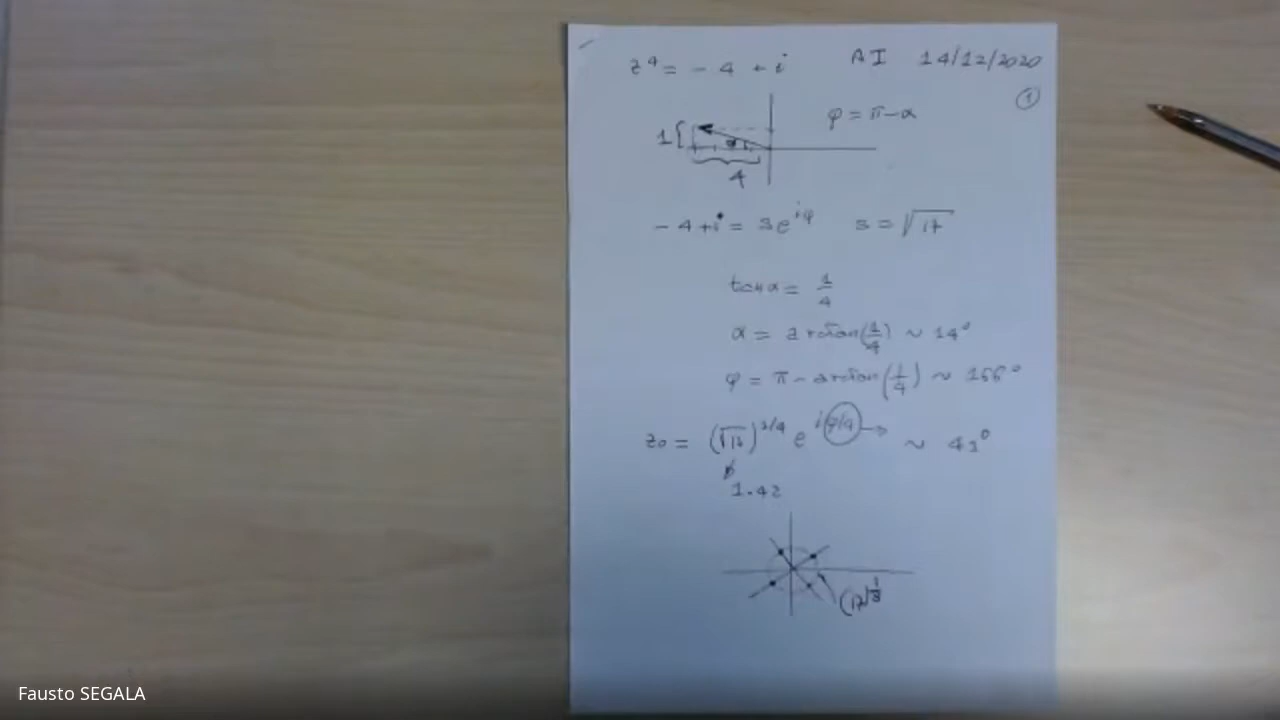 z⁴ = - 4 + i AI 14/12/2020
①
φ = π-α
1
α
4
- 4 + i = s e^{iφ} s = √17
tan α = 1/4
α = arctan(1/4) ~ 14°
φ = π - arctan(1/4) ~ 166°
z₀ = (√17)^{1/4} e^{iφ/4} → ~ 41°
1.42
(17)^{1/8}
Fausto SEGALA